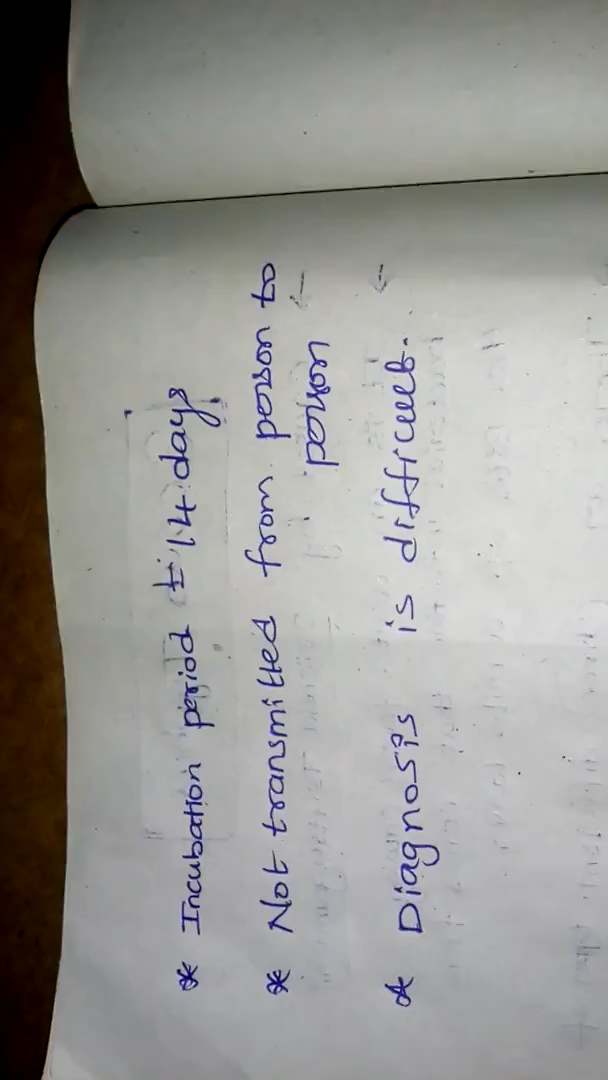 * Incubation period ± 14 days
* Not transmitted from person to
person
* Diagnosis is difficult.